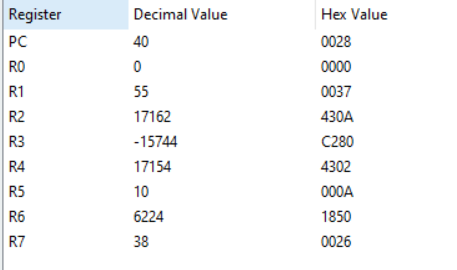 Register Decimal Value Hex Value
PC 40 0028
R0 0 0000
R1 55 0037
R2 17162 430A
R3 -15744 C280
R4 17154 4302
R5 10 000A
R6 6224 1850
R7 38 0026